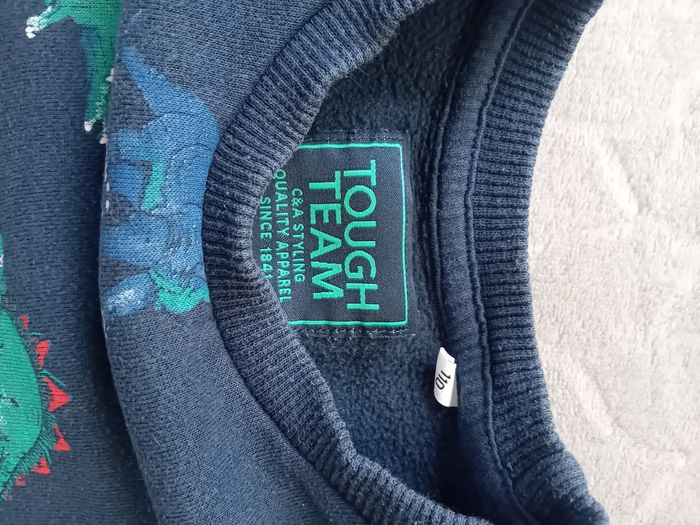 TOUGH
TEAM
C&A STYLING
QUALITY APPAREL
SINCE 1841
110